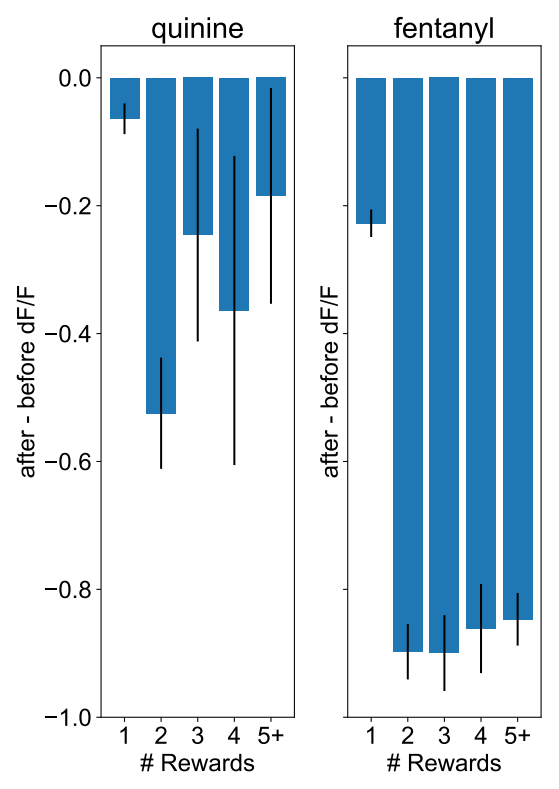 quinine
fentanyl
0.0
−0.2
−0.4
−0.6
−0.8
−1.0
after - before dF/F
after - before dF/F
1 2 3 4 5+
1 2 3 4 5+
# Rewards
# Rewards